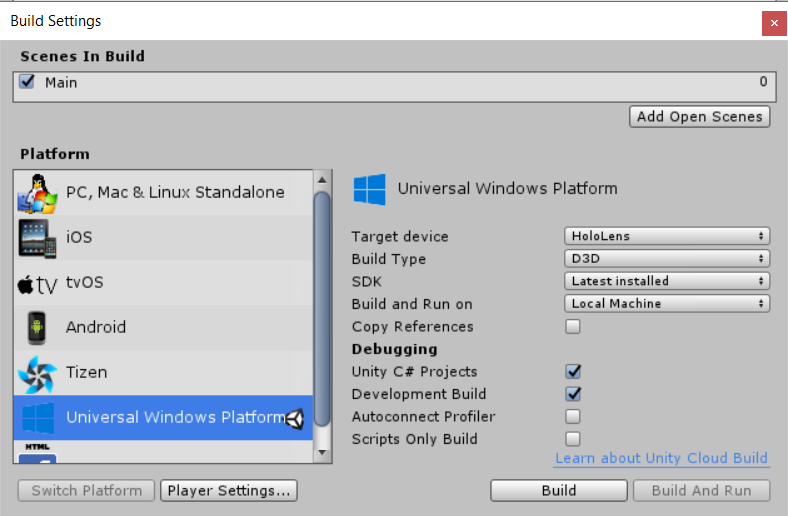 Build Settings
Scenes In Build
Main 0
Add Open Scenes
Platform
PC, Mac & Linux Standalone
iOS
tv tvOS
Android
Tizen
Universal Windows Platform
HTML
Switch Platform
Player Settings...
Universal Windows Platform
Target device HoloLens
Build Type D3D
SDK Latest installed
Build and Run on Local Machine
Copy References
Debugging
Unity C# Projects
Development Build
Autoconnect Profiler
Scripts Only Build
Learn about Unity Cloud Build
Build
Build And Run